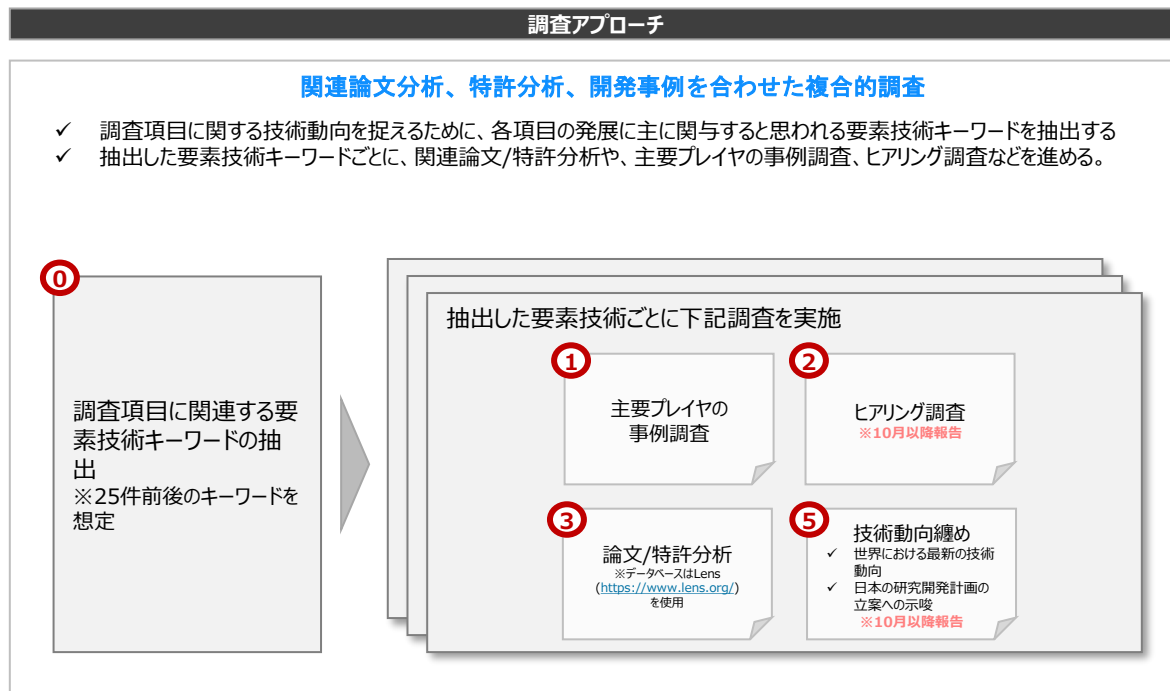 調査アプローチ
関連論文分析、特許分析、開発事例を合わせた複合的調査
✓ 調査項目に関する技術動向を捉えるために、各項目の発展に主に関与すると思われる要素技術キーワードを抽出する
✓ 抽出した要素技術キーワードごとに、関連論文/特許分析や、主要プレイヤの事例調査、ヒアリング調査などを進める。
0
調査項目に関連する要
素技術キーワードの抽
出
※25件前後のキーワードを
想定
抽出した要素技術ごとに下記調査を実施
1
主要プレイヤの
事例調査
2
ヒアリング調査
※10月以降報告
3
論文/特許分析
※データベースはLens
(https://www.lens.org/)
を使用
5
技術動向纏め
✓ 世界における最新の技術
動向
✓ 日本の研究開発計画の
立案への示唆
※10月以降報告